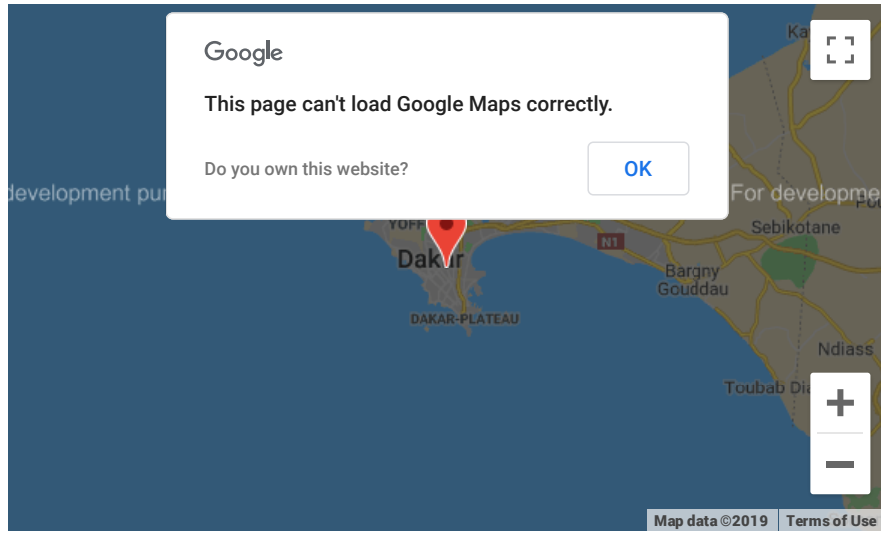 Google
This page can't load Google Maps correctly.
Do you own this website?
OK
Ka
development pur
For developme
YOFF
Dakar
N1
Sebikotane
Bargny
Gouddau
DAKAR-PLATEAU
Ndiass
Toubab Dia
Map data ©2019
Terms of Use